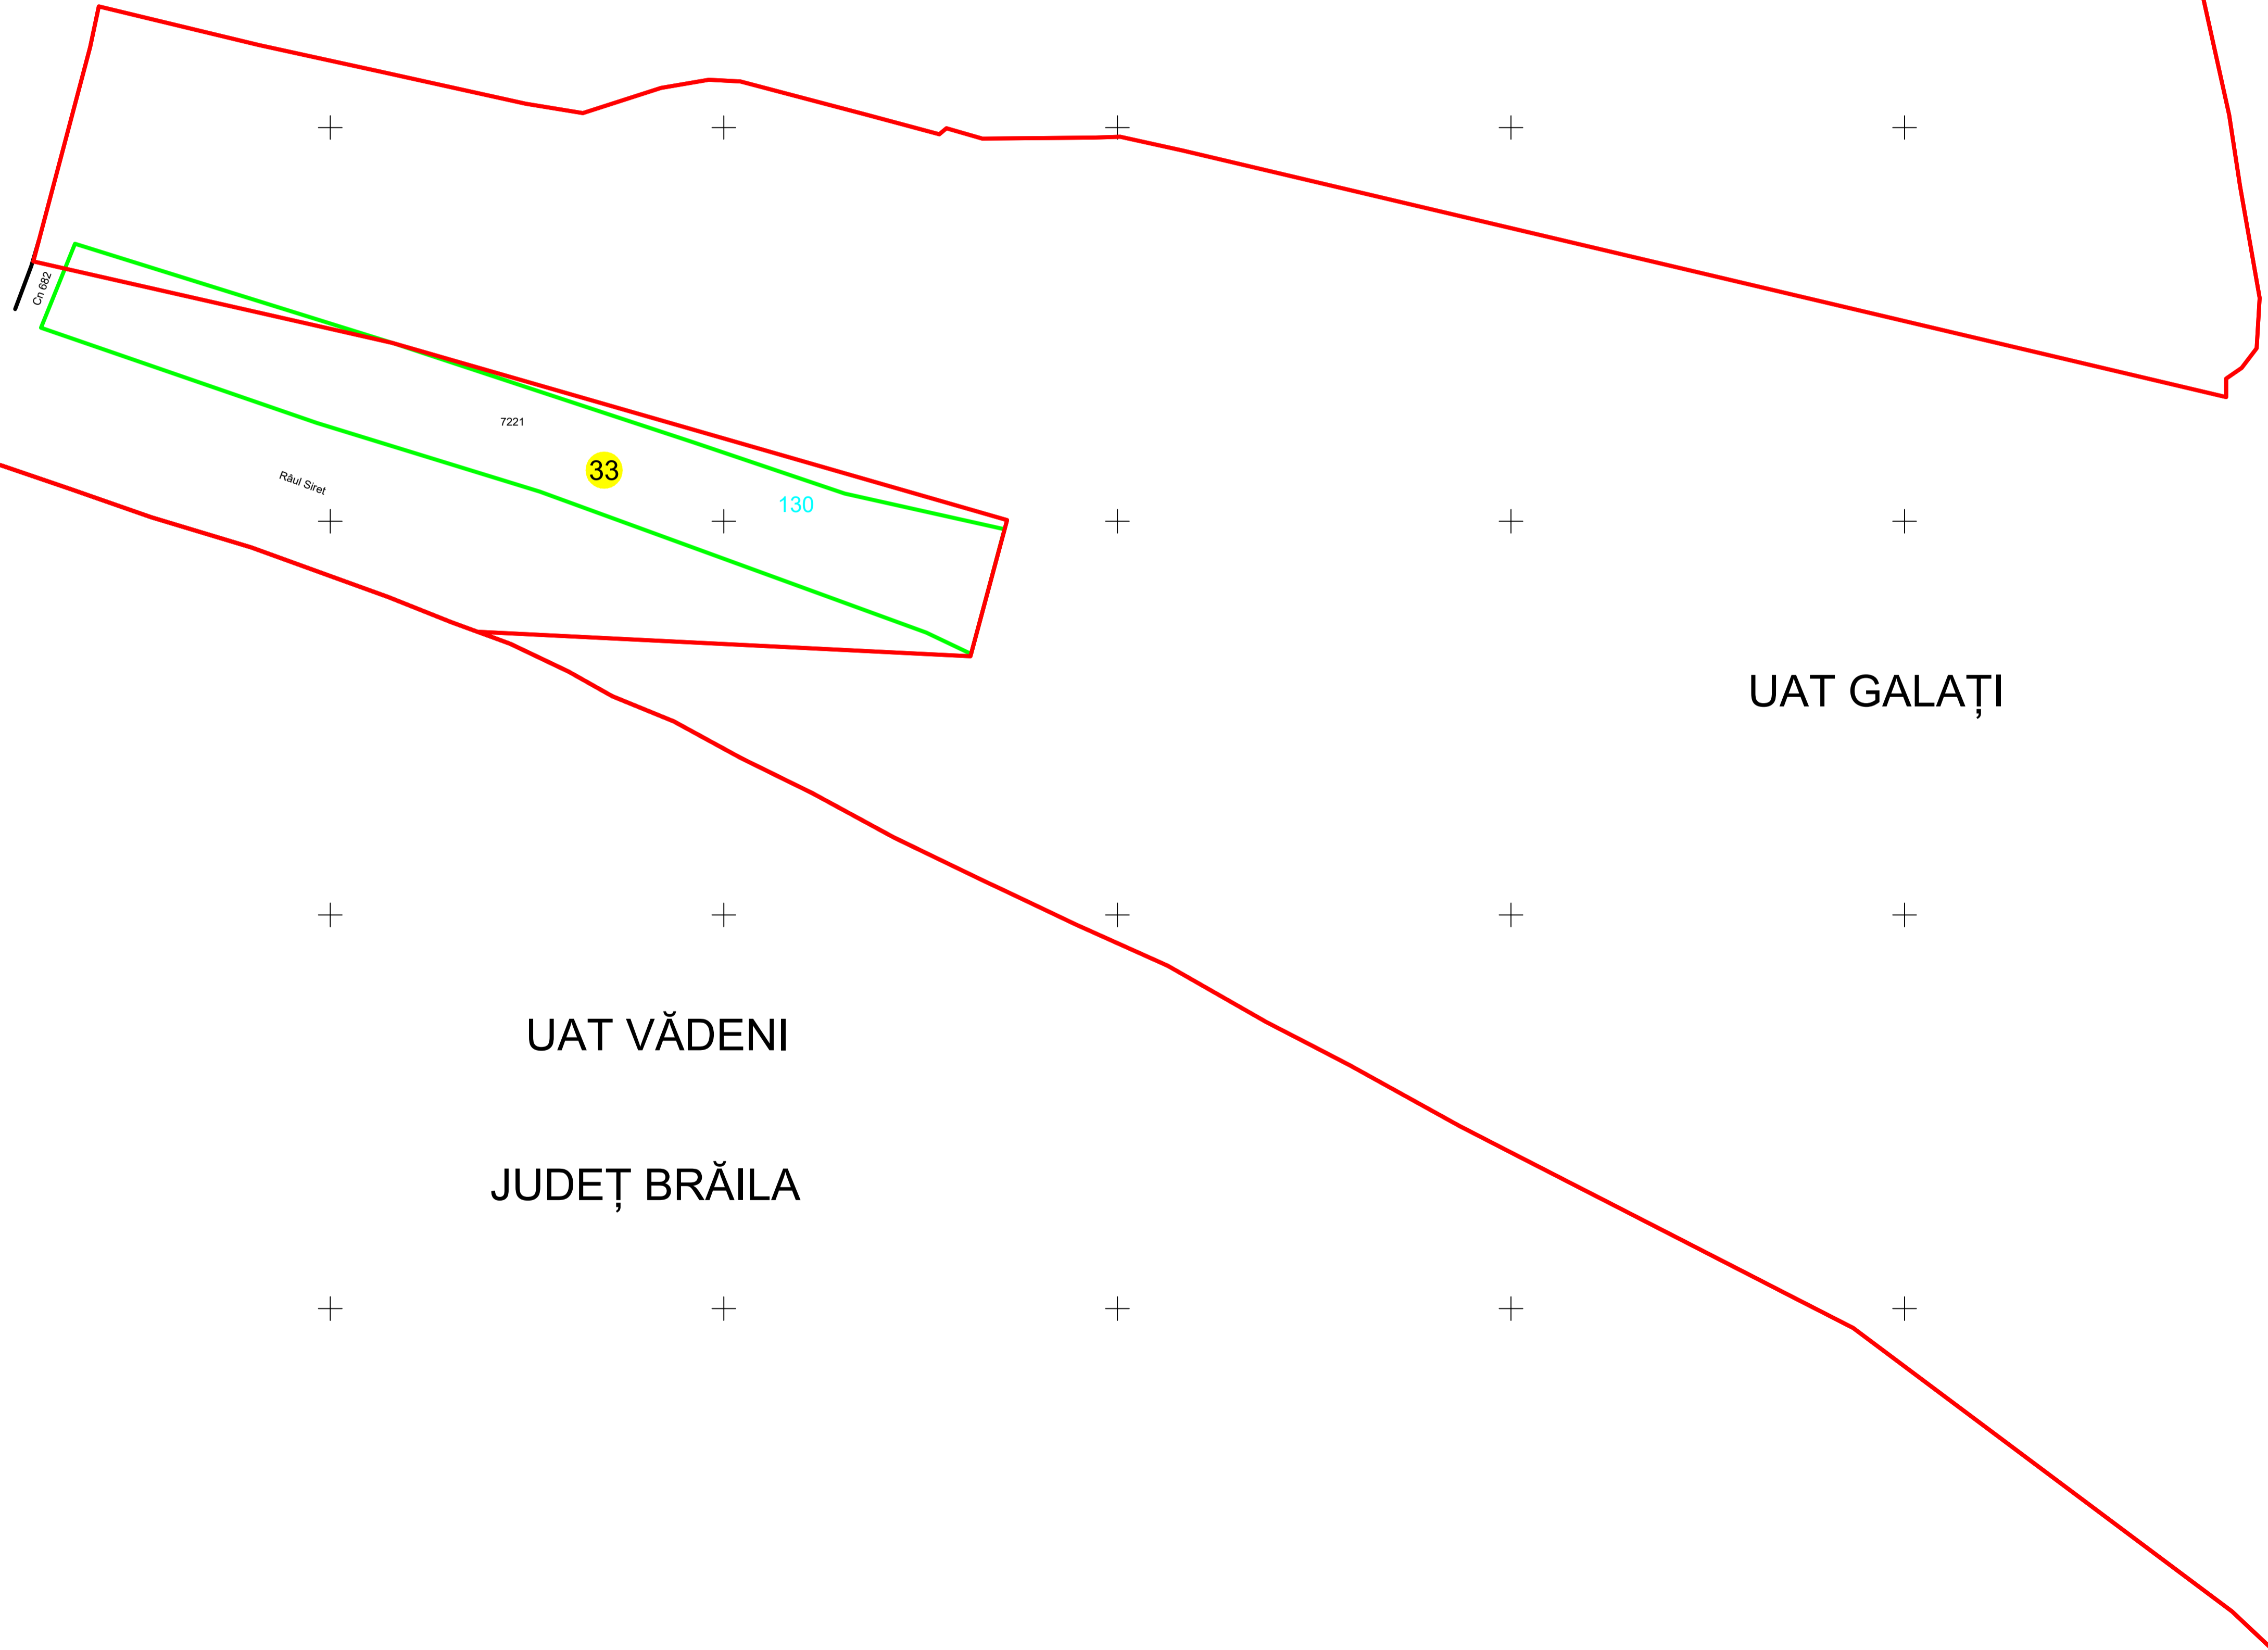 Cn 682
7221
33
Râul Siret
130
UAT GALAȚI
UAT VĂDENI
JUDEȚ BRĂILA